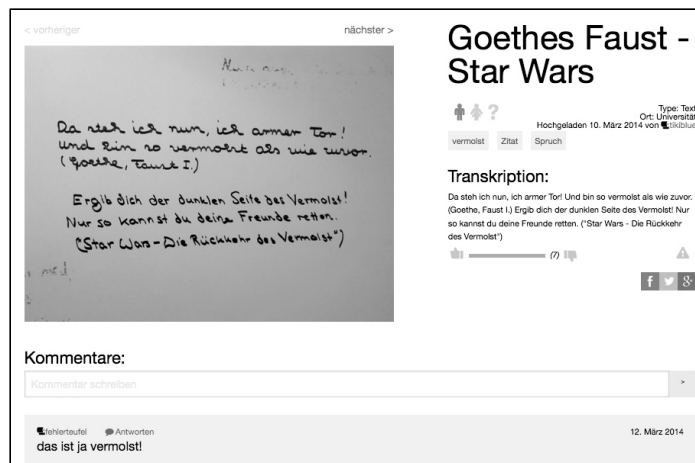 < vorheriger
nächster >
Da steh ich nun, ich armer Tor!
und bin so vermolst als wie zuvor.
(Goethe, Faust I.)
Ergib dich der dunklen Seite des Vermolst!
Nur so kannst du deine Freunde retten.
("Star Wars - Die Rückkehr des Vermolst")
Goethes Faust -
Star Wars
?
Type: Text
Ort: Universität
Hochgeladen 10. März 2014 von tikiblue
vermolst Zitat Spruch
Transkription:
Da steh ich nun, ich armer Tor! Und bin so vermolst als wie zuvor.
(Goethe, Faust I.) Ergib dich der dunklen Seite des Vermolst! Nur
so kannst du deine Freunde retten. ("Star Wars - Die Rückkehr
des Vermolst")
(7)
f g+
Kommentare:
Kommentar schreiben
>
fehlerteufel Antworten
12. März 2014
das ist ja vermolst!